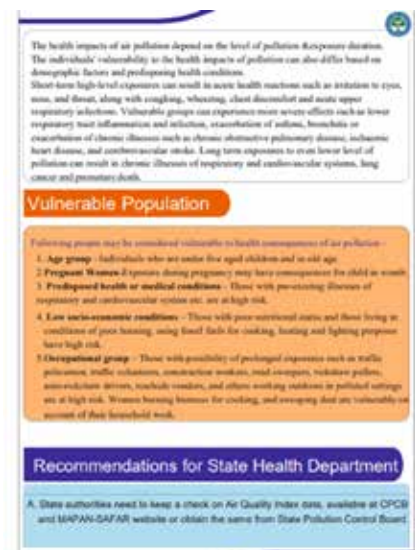 The health impacts of air pollution depend on the level of pollution &exposure duration.
The individuals' vulnerability to the health impacts of pollution can also differ based on
demographic factors and predisposing health conditions.
Short-term high-level exposures can result in acute health reactions such as irritation to eyes,
nose, and throat, along with coughing, wheezing, chest discomfort and acute upper
respiratory infections. Vulnerable groups can experience more severe effects such as lower
respiratory tract inflammation and infection, exacerbation of asthma, bronchitis or
exacerbation of chronic illnesses such as chronic obstructive pulmonary disease, ischaemic
heart disease, and cerebrovascular stroke. Long term exposures to even lower level of
pollution can result in chronic illnesses of respiratory and cardiovascular systems, lung
cancer and premature death.
Vulnerable Population
Following people may be considered vulnerable to health consequences of air pollution -
1. Age group - Individuals who are under five aged children and in old age.
2. Pregnant Women-Exposure during pregnancy may have consequences for child in womb
3. Predisposed health or medical conditions - Those with pre-existing illnesses of
respiratory and cardiovascular system etc. are at high risk.
4. Low socio-economic conditions - Those with poor nutritional status and those living in
conditions of poor housing, using fossil fuels for cooking, heating and lighting purposes
have high risk.
5. Occupational group - Those with possibility of prolonged exposures such as traffic
policemen, traffic volunteers, construction workers, road sweepers, rickshaw pullers,
auto-rickshaw drivers, roadside vendors, and others working outdoors in polluted settings
are at high risk. Women burning biomass for cooking, and sweeping dust are vulnerable on
account of their household work.
Recommendations for State Health Department
A. State authorities need to keep a check on Air Quality Index data, available at CPCB
and MAPAN-SAFAR website or obtain the same from State Pollution Control Board